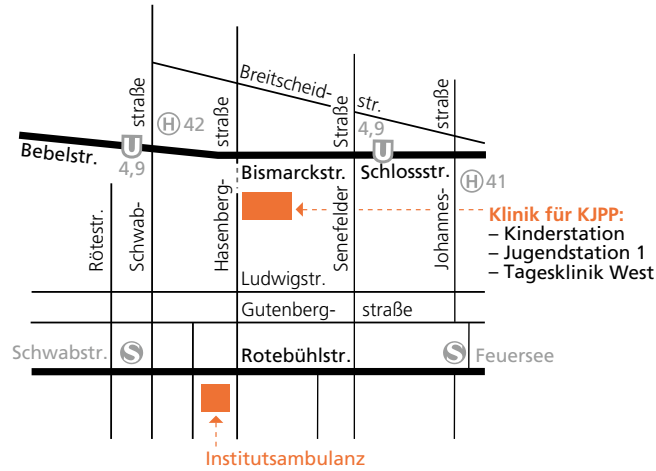 Breitscheid-
str.
straße
straße
Straße
straße
H 42
4,9
U
U
Bebelstr.
4,9
Bismarckstr.
Schlossstr.
H 41
Rötestr.
Schwab-
Hasenberg-
Senefelder
Johannes-
Klinik für KJPP:
– Kinderstation
– Jugendstation 1
– Tagesklinik West
Ludwigstr.
Gutenberg-
straße
Schwabstr.
S
Rotebühlstr.
S
Feuersee
Institutsambulanz